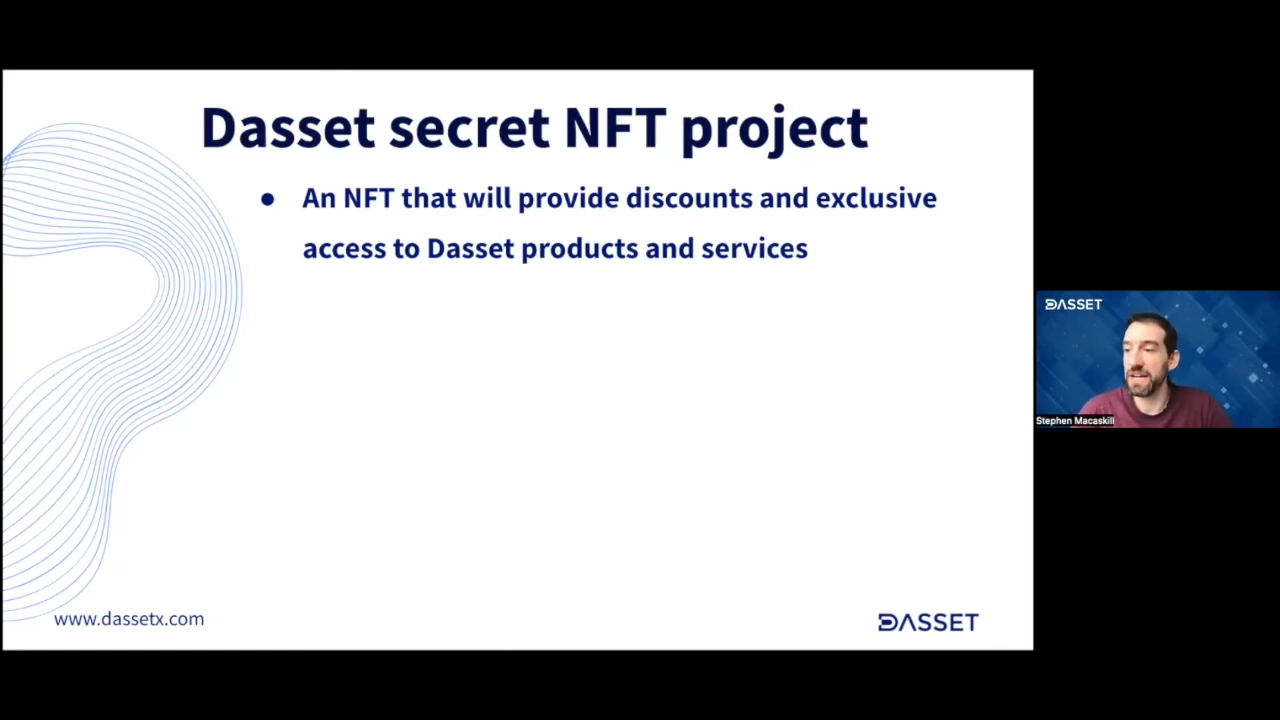 Dasset secret NFT project
● An NFT that will provide discounts and exclusive
access to Dasset products and services
www.dassetx.com
DASSET
DASSET
Stephen Macaskill